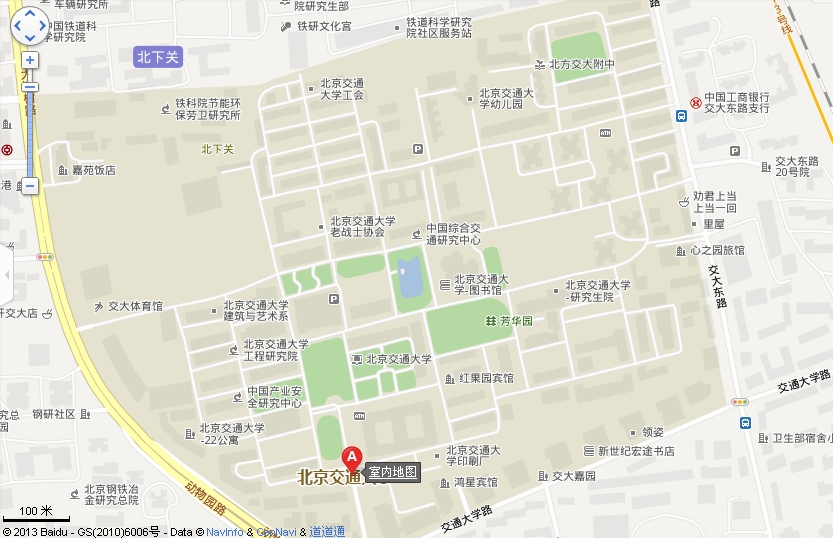 车辆研究所
院研究生部
中国铁道科
学研究院
铁研文化宫
铁道科学研究
院社区服务站
北下关
3号线
北方交大附中
北京交通
大学工会
北京交通大
学幼儿园
中国工商银行
交大东路支行
铁科院节能环
保劳卫研究所
北下关
嘉苑饭店
交大东路
20号院
劝君上当
上当一回
里屋
北京交通大学
老战士协会
中国综合交
通研究中心
心之园旅馆
北京交通大
学-图书馆
北京交通大学
-研究生院
交大东路
交大体育馆
北京交通大学
建筑与艺术系
芳华园
北京交通大学
工程研究院
北京交通大学
红果园宾馆
中国产业安
全研究中心
交通大学路
钢研社区
北京交通大学
-22公寓
领姿
新世纪宏途书店
卫生部宿舍
北京交通大
学印刷厂
A
室内地图
北京交通
交大嘉园
鸿星宾馆
北京钢铁冶
金研究总院
动物园路
交通大学路
100 米
© 2013 Baidu - GS(2010)6006号 - Data © NavInfo & CenNavi & 道道通